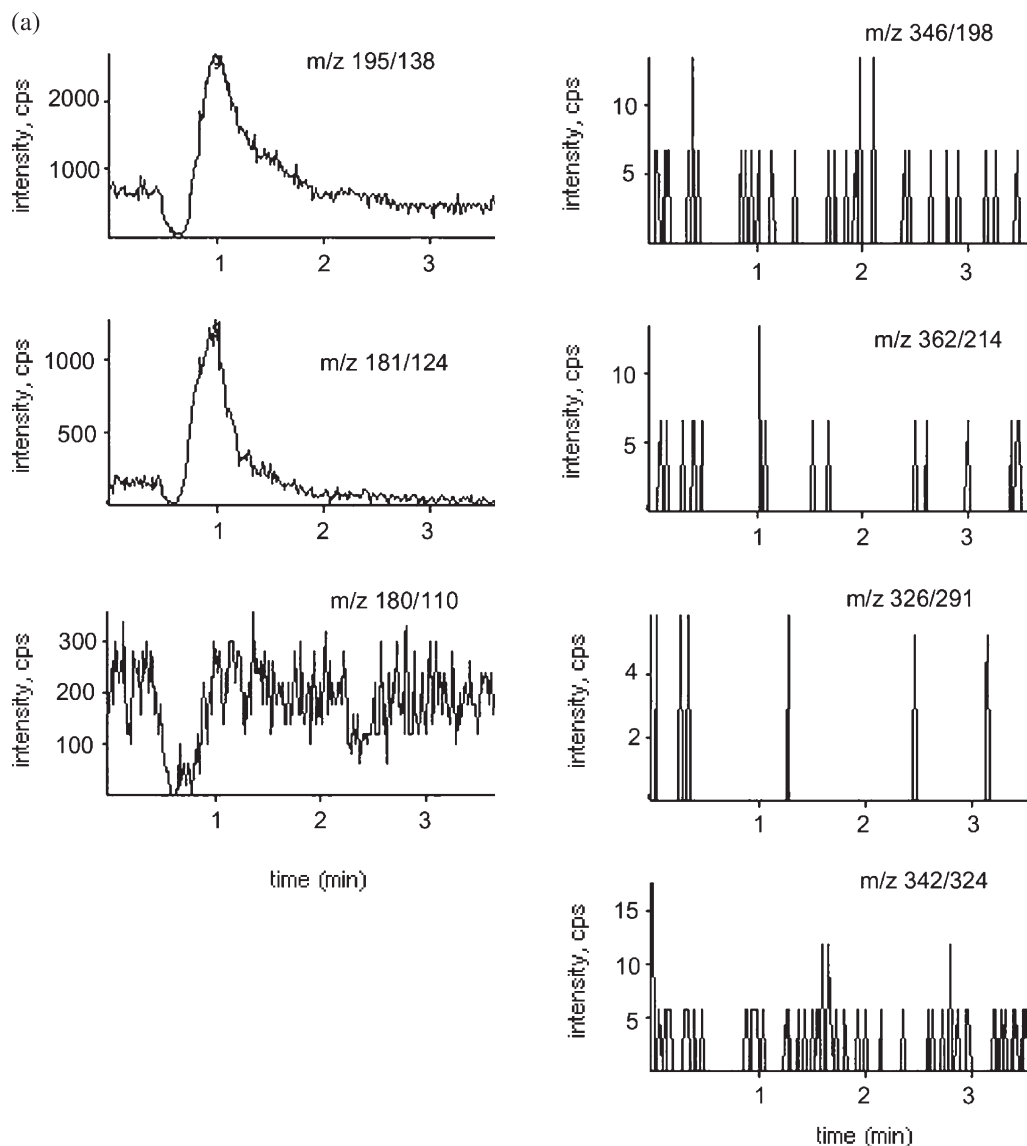 (a)
m/z 195/138
intensity, cps
2000
1000
1
2
3
m/z 181/124
intensity, cps
1000
500
1
2
3
m/z 180/110
intensity, cps
300
200
100
1
2
3
time (min)
m/z 346/198
intensity, cps
10
5
1
2
3
m/z 362/214
intensity, cps
10
5
1
2
3
m/z 326/291
intensity, cps
4
2
1
2
3
m/z 342/324
intensity, cps
15
10
5
1
2
3
time (min)